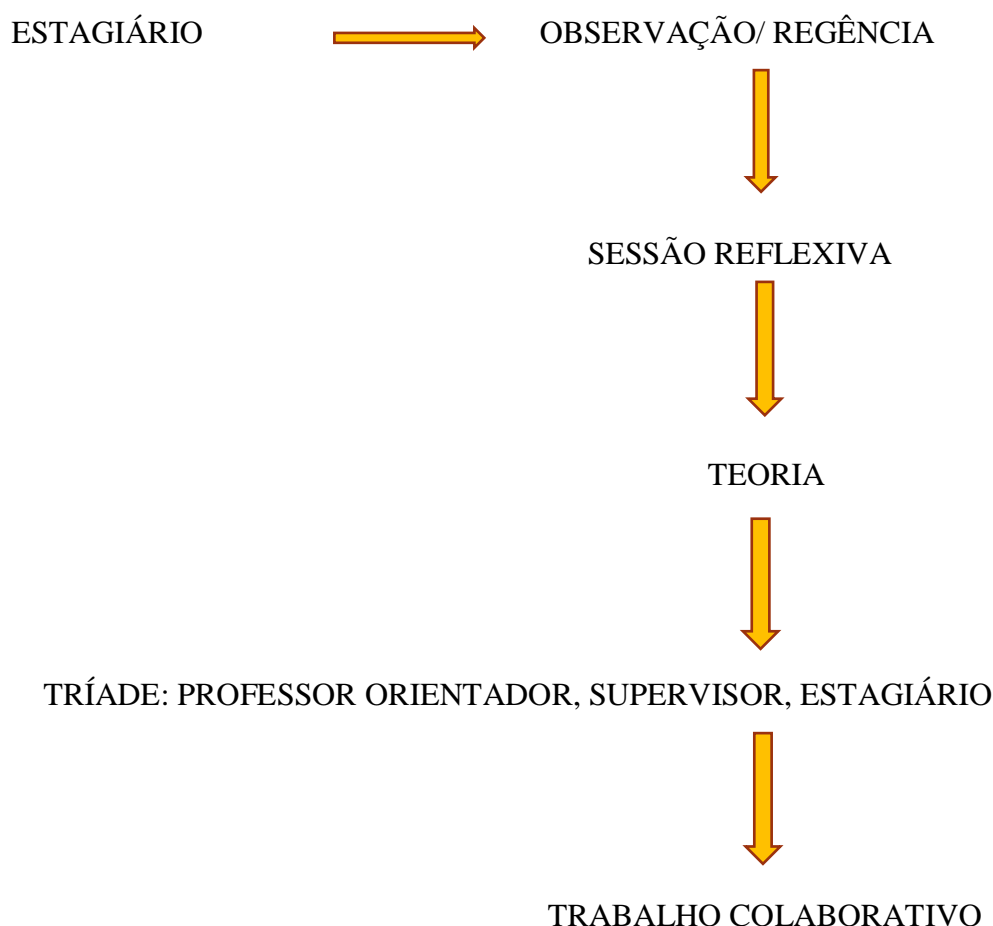 ESTAGIÁRIO OBSERVAÇÃO/ REGÊNCIA
SESSÃO REFLEXIVA
TEORIA
TRÍADE: PROFESSOR ORIENTADOR, SUPERVISOR, ESTAGIÁRIO
TRABALHO COLABORATIVO